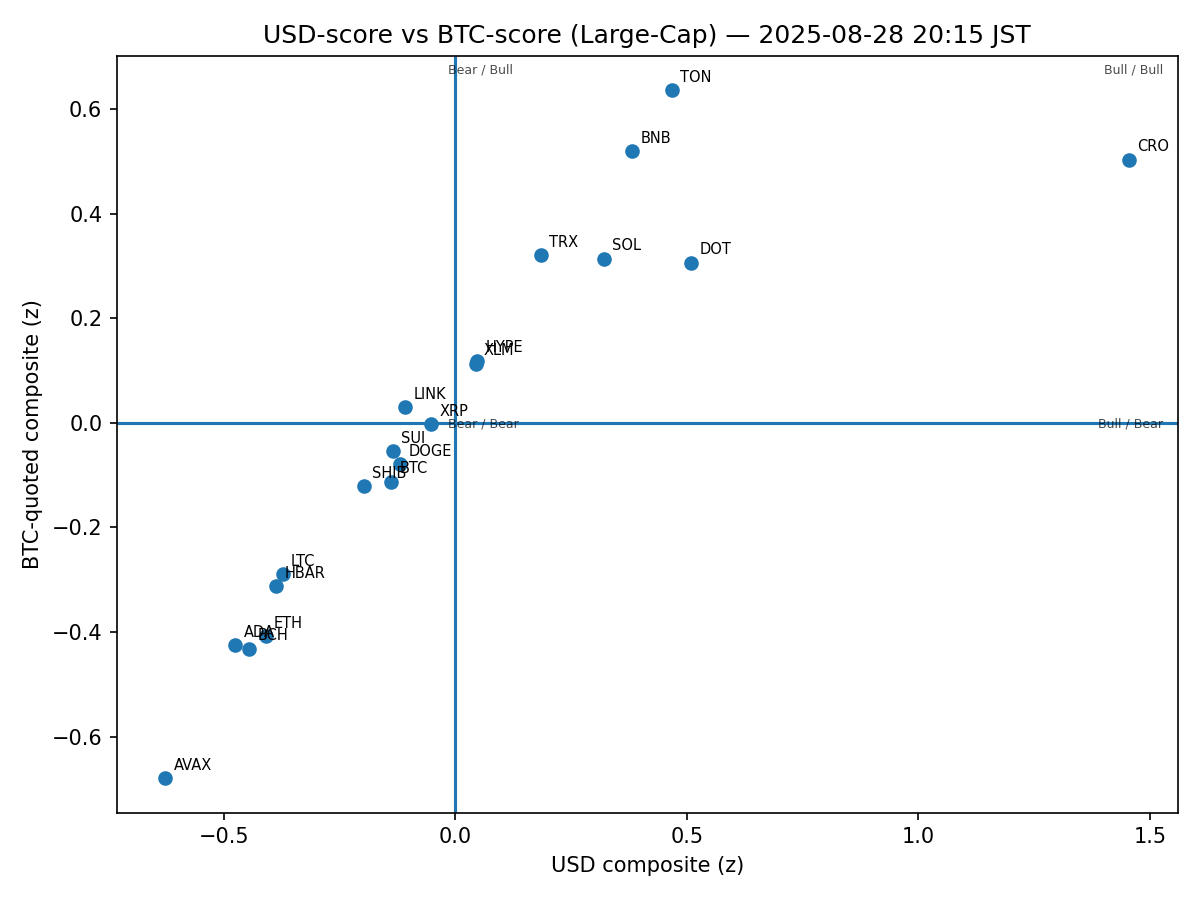 USD-score vs BTC-score (Large-Cap) — 2025-08-28 20:15 JST
Bear / Bull
Bull / Bull
TON
BNB
CRO
TRX
SOL
DOT
HYPE
XLM
LINK
XRP
Bear / Bear
Bull / Bear
SUI
DOGE
BTC
SHIB
LTC
HBAR
ETH
ADA
BCH
AVAX
0.6
0.4
0.2
0.0
−0.2
−0.4
−0.6
BTC-quoted composite (z)
−0.5
0.0
0.5
1.0
1.5
USD composite (z)